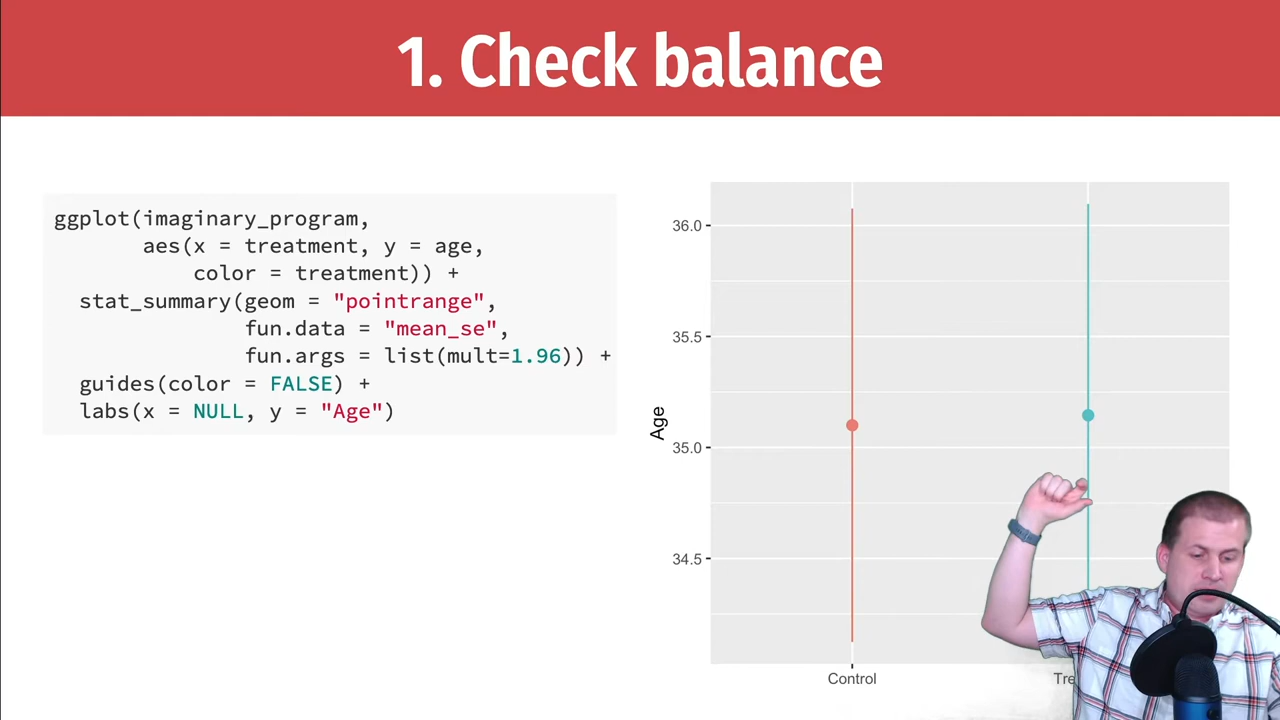 1. Check balance
ggplot(imaginary_program,
aes(x = treatment, y = age,
color = treatment)) +
stat_summary(geom = "pointrange",
fun.data = "mean_se",
fun.args = list(mult=1.96)) +
guides(color = FALSE) +
labs(x = NULL, y = "Age")
Age
36.0
35.5
35.0
34.5
Control